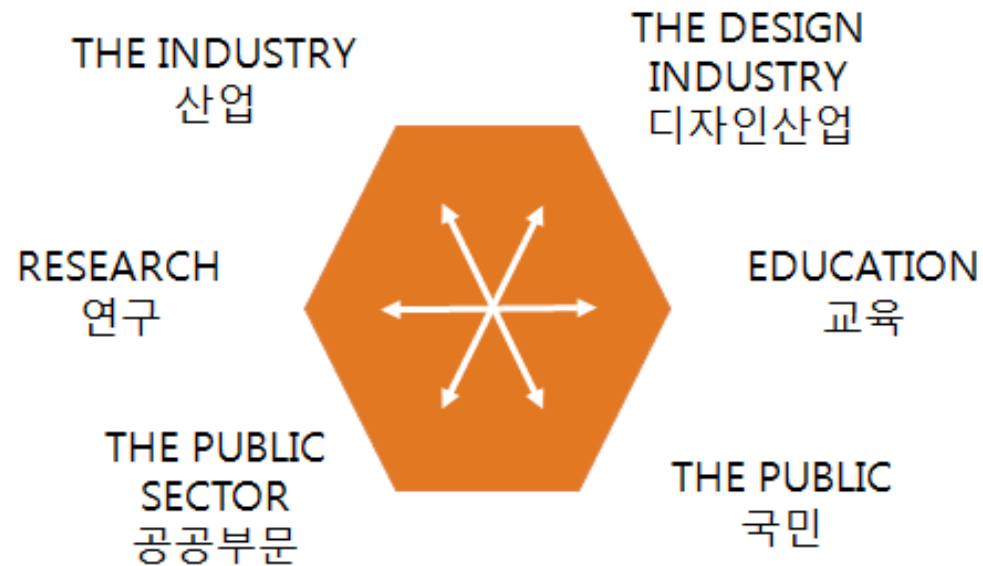 THE INDUSTRY
산업
THE DESIGN
INDUSTRY
디자인산업
RESEARCH
연구
EDUCATION
교육
THE PUBLIC
SECTOR
공공부문
THE PUBLIC
국민